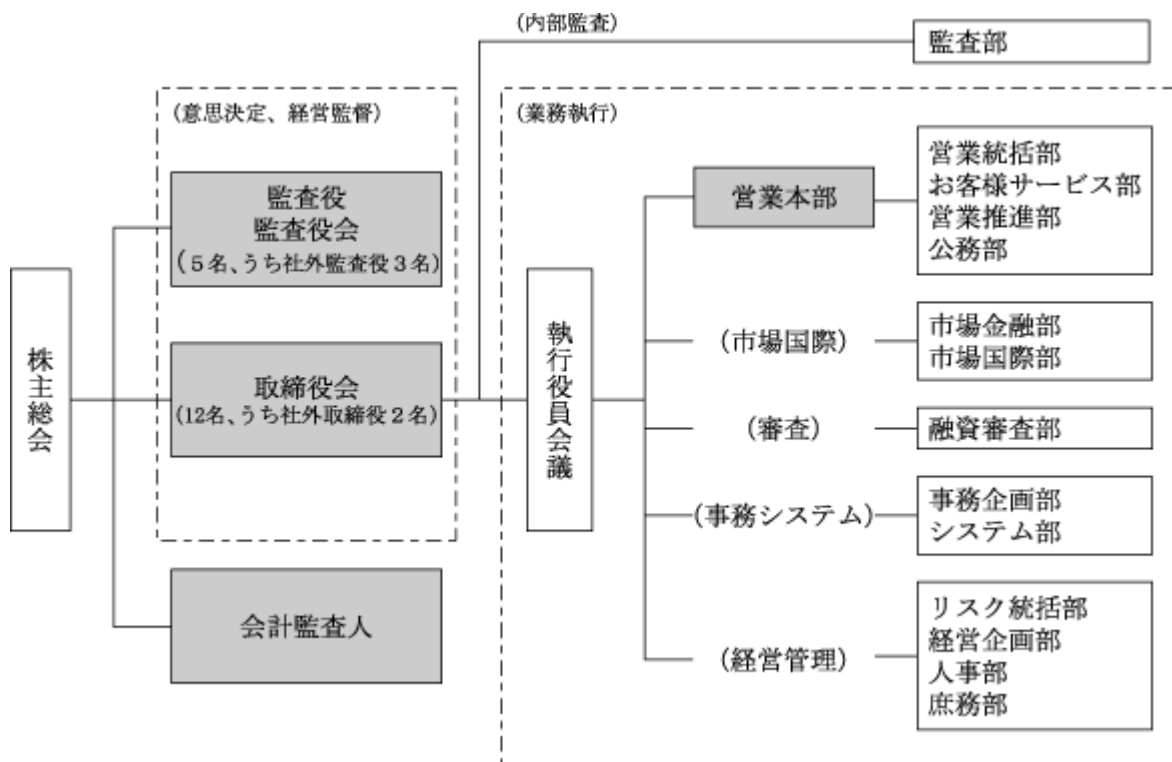 (内部監査)
監査部
(意思決定、経営監督)
(業務執行)
監査役
監査役会
(5名、うち社外監査役3名)
取締役会
(12名、うち社外取締役2名)
会計監査人
株主総会
執行役員会議
営業本部
営業統括部
お客様サービス部
営業推進部
公務部
(市場国際)
市場金融部
市場国際部
(審査)
融資審査部
(事務システム)
事務企画部
システム部
(経営管理)
リスク統括部
経営企画部
人事部
庶務部